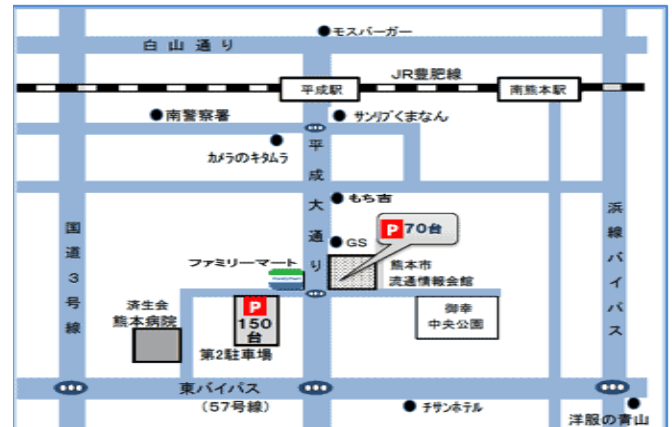 モスバーガー
白山通り
JR豊肥線
平成駅
南熊本駅
南警察署
サンリブくまなん
カメラのキタムラ
平成大通り
もち吉
国道3号線
浜線バイパス
P70台
GS
ファミリーマート
熊本市
流通情報会館
済生会
熊本病院
P
150
台
第2駐車場
御幸
中央公園
東バイパス
(57号線)
チサンホテル
洋服の青山